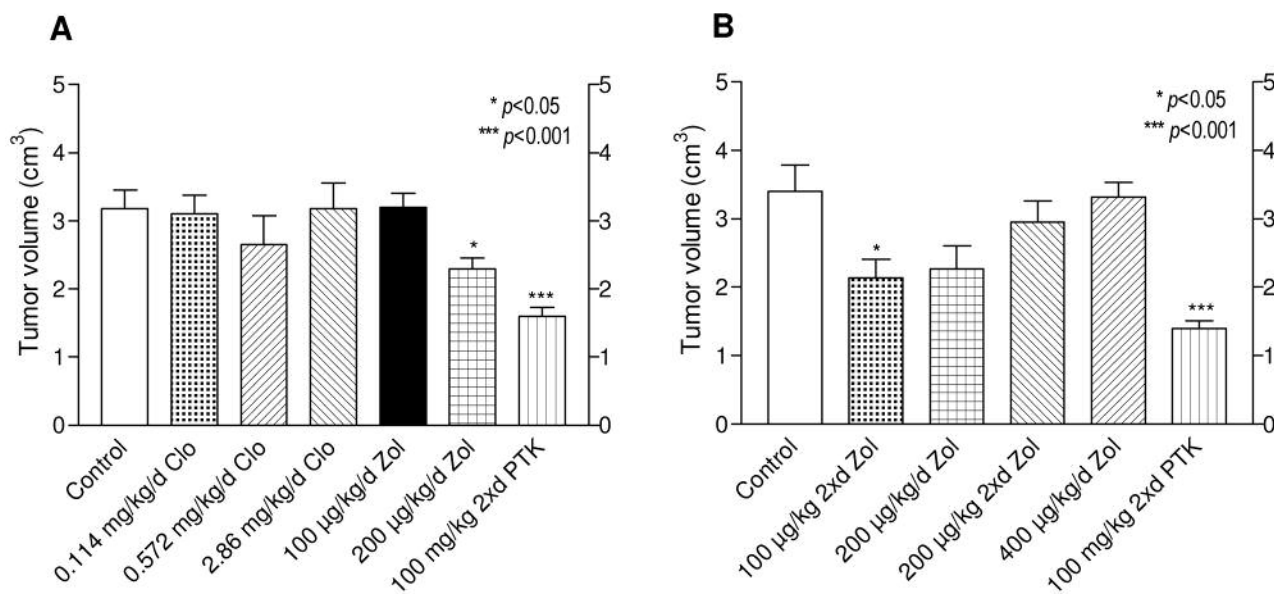 A
Tumor volume (cm³)
5
4
3
2
1
0
5
4
3
2
1
0
* p<0.05
*** p<0.001
*
***
Control
0.114 mg/kg/d Clo
0.572 mg/kg/d Clo
2.86 mg/kg/d Clo
100 µg/kg/d Zol
200 µg/kg/d Zol
100 mg/kg 2xd PTK
B
Tumor volume (cm³)
5
4
3
2
1
0
5
4
3
2
1
0
* p<0.05
*** p<0.001
*
***
Control
100 µg/kg 2xd Zol
200 µg/kg/d Zol
200 µg/kg 2xd Zol
400 µg/kg/d Zol
100 mg/kg 2xd PTK